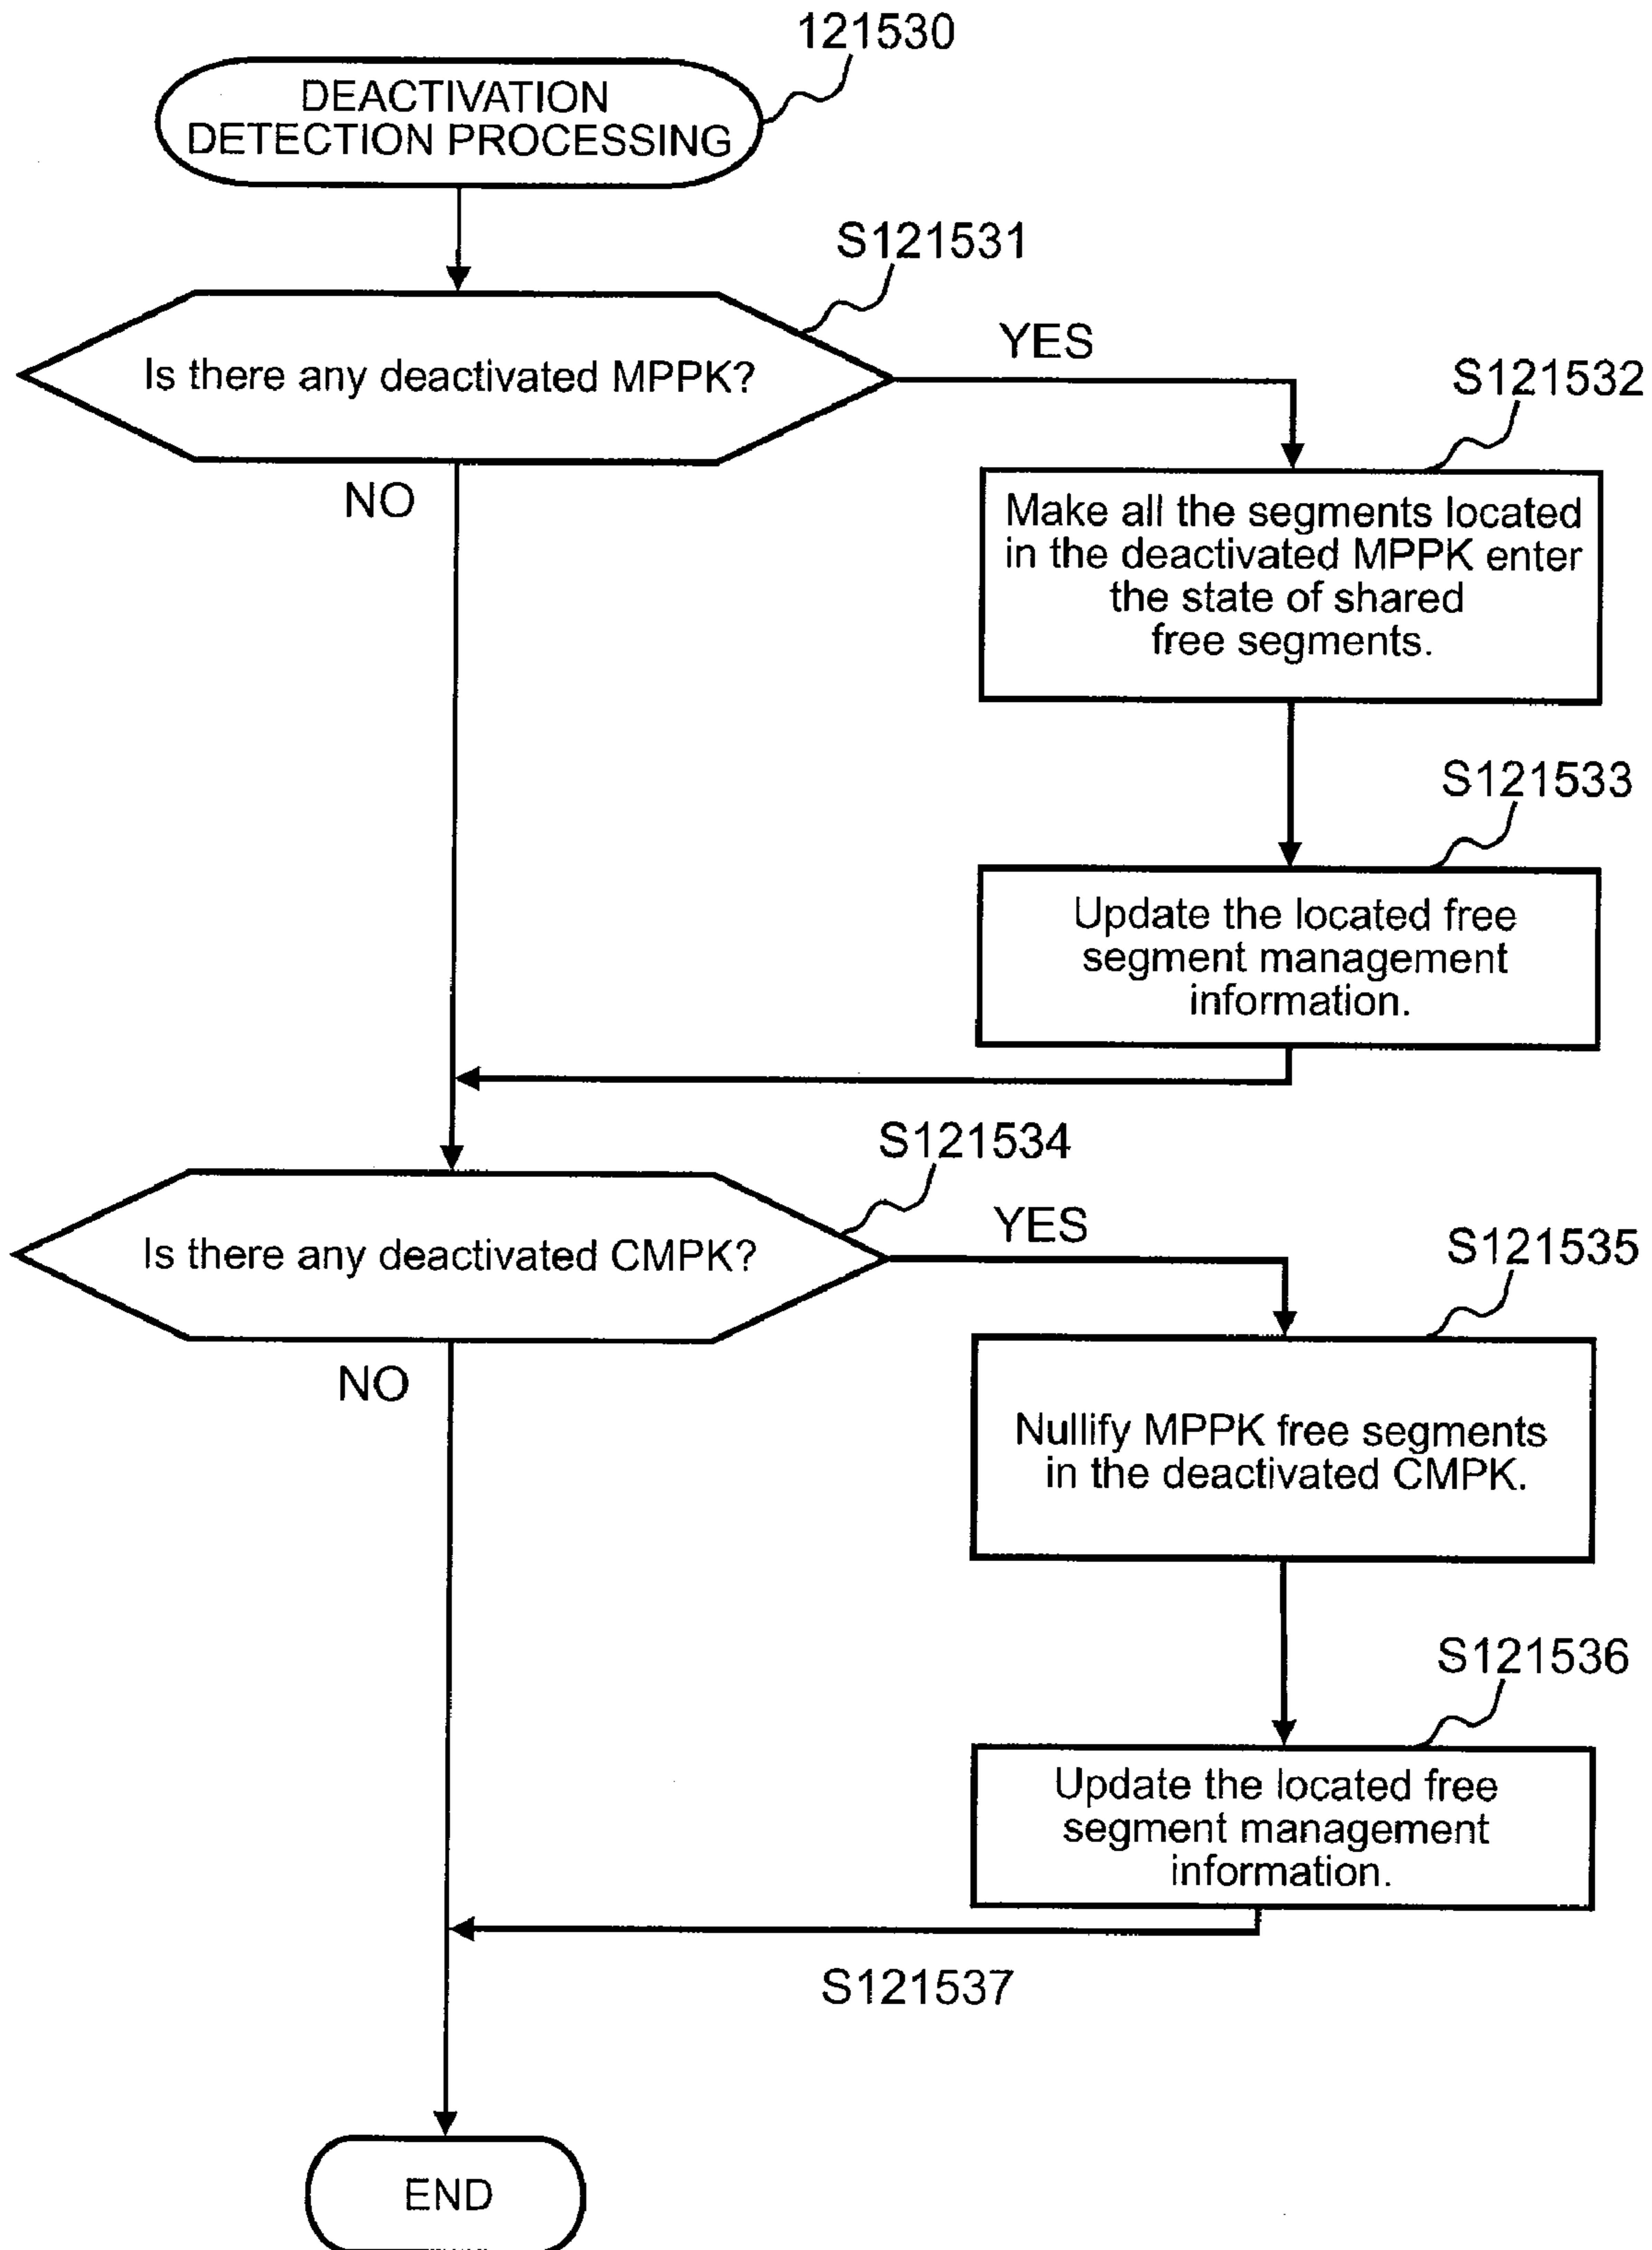 121530
DEACTIVATION
DETECTION PROCESSING
S121531
Is there any deactivated MPPK?
YES
NO
S121532
Make all the segments located
in the deactivated MPPK enter
the state of shared
free segments.
S121533
Update the located free
segment management
information.
S121534
Is there any deactivated CMPK?
YES
NO
S121535
Nullify MPPK free segments
in the deactivated CMPK.
S121536
Update the located free
segment management
information.
S121537
END